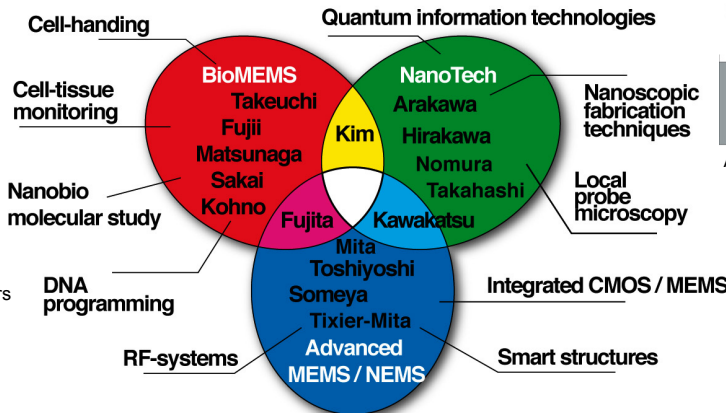 Quantum information technologies
Cell-handing
BioMEMS
NanoTech
Cell-tissue
monitoring
Takeuchi
Fujii
Matsunaga
Sakai
Kohno
Kim
Arakawa
Hirakawa
Nomura
Takahashi
Nanoscopic
fabrication
techniques
Nanobio
molecular study
Local
probe
microscopy
Fujita
Kawakatsu
Mita
Toshiyoshi
Someya
Tixier-Mita
Advanced
MEMS / NEMS
DNA
programming
Integrated CMOS / MEMS
RF-systems
Smart structures
rs